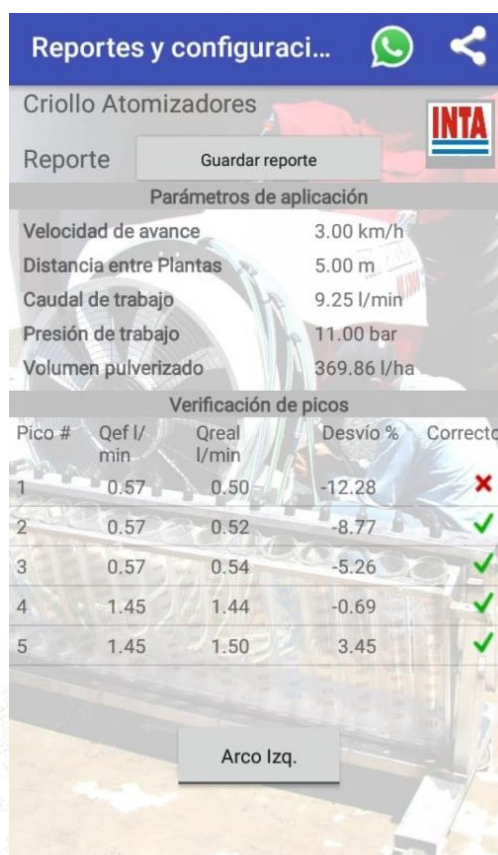 Reportes y configuraci...
Criollo Atomizadores
INTA
Reporte Guardar reporte
Parámetros de aplicación
Velocidad de avance 3.00 km/h
Distancia entre Plantas 5.00 m
Caudal de trabajo 9.25 l/min
Presión de trabajo 11.00 bar
Volumen pulverizado 369.86 l/ha
Verificación de picos
Pico # Qef l/ Qreal Desvío % Correcto
min l/min
1 0.57 0.50 -12.28
2 0.57 0.52 -8.77
3 0.57 0.54 -5.26
4 1.45 1.44 -0.69
5 1.45 1.50 3.45
Arco Izq.